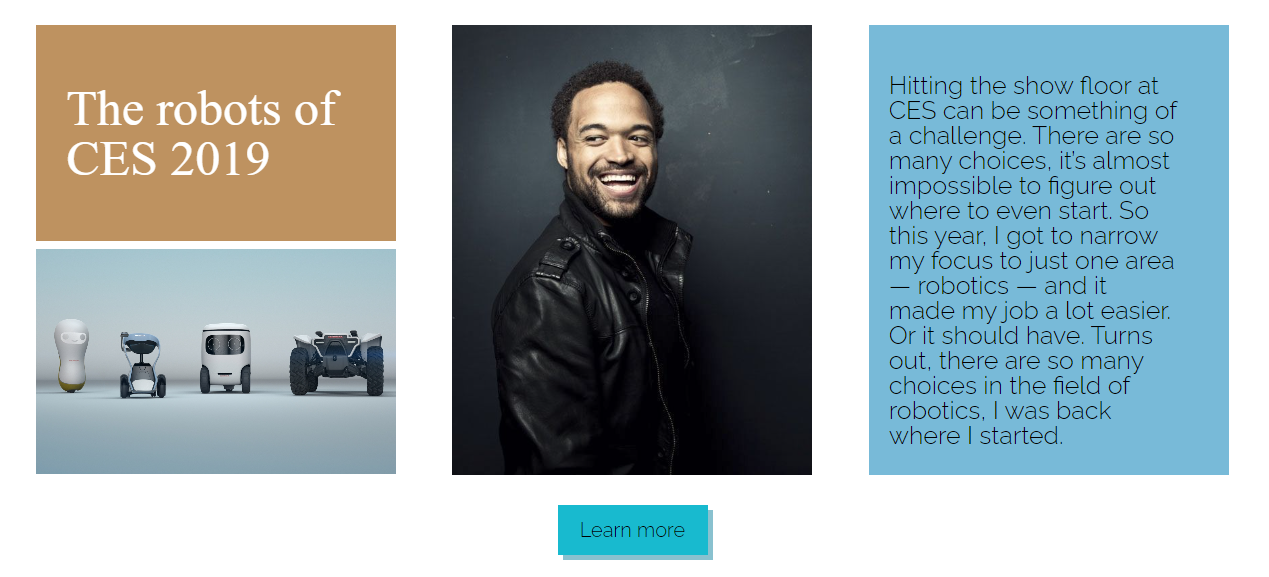 The robots of
CES 2019
Hitting the show floor at
CES can be something of
a challenge. There are so
many choices, it's almost
impossible to figure out
where to even start. So
this year, I got to narrow
my focus to just one area
— robotics — and it
made my job a lot easier.
Or it should have. Turns
out, there are so many
choices in the field of
robotics, I was back
where I started.
Learn more